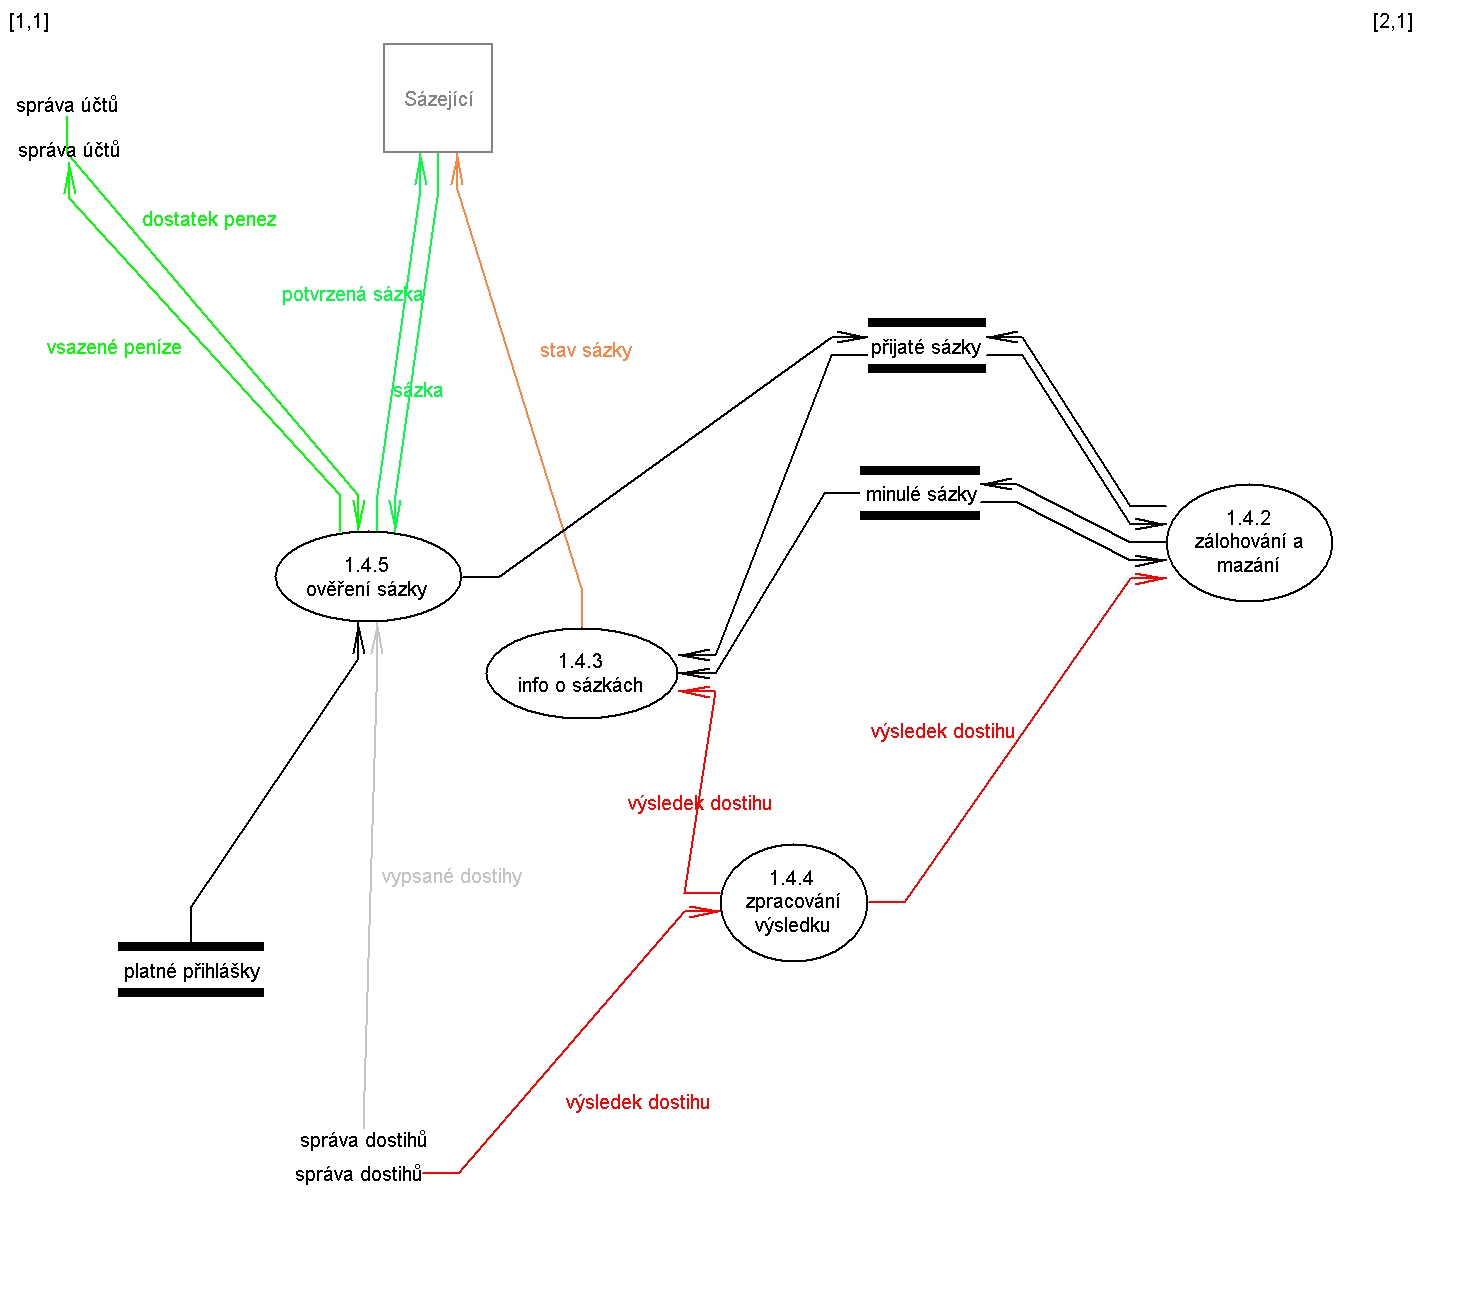 [1,1]
[2,1]
správa účtů
správa účtů
Sázející
dostatek penez
potvrzená sázka
vsazené peníze
stav sázky
přijaté sázky
sázka
minulé sázky
1.4.2
zálohování a
mazání
1.4.5
ověření sázky
1.4.3
info o sázkách
výsledek dostihu
výsledek dostihu
vypsané dostihy
1.4.4
zpracování
výsledku
platné přihlášky
výsledek dostihu
správa dostihů
správa dostihů